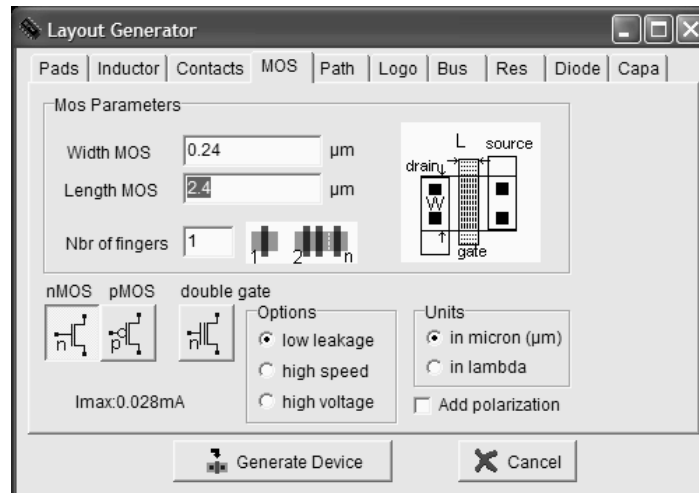 Layout Generator
Pads Inductor Contacts MOS Path Logo Bus Res Diode Capa
Mos Parameters
Width MOS 0.24 µm
Length MOS 2.4 µm
Nbr of fingers 1
1 2 n
L source
drain
W
gate
nMOS pMOS double gate
n p n
Options
low leakage
high speed
high voltage
Units
in micron (µm)
in lambda
Imax:0.028mA
Add polarization
Generate Device Cancel